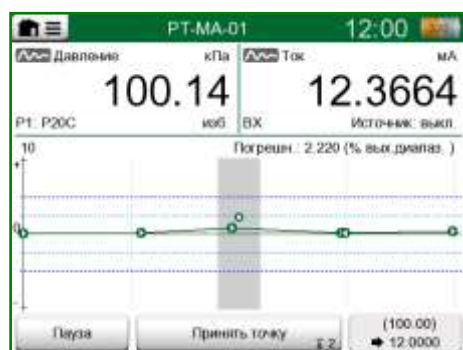 PT-MA-01 12:00
Давление кПа
Ток мА
100.14
12.3664
P1: P20C изб.
ВХ Источник: выкл.
10 Погрешн.: 2,220 (% вых.диапаз. )
+
0
-
Пауза
Принять точку
2
(100.00)
➡ 12.0000